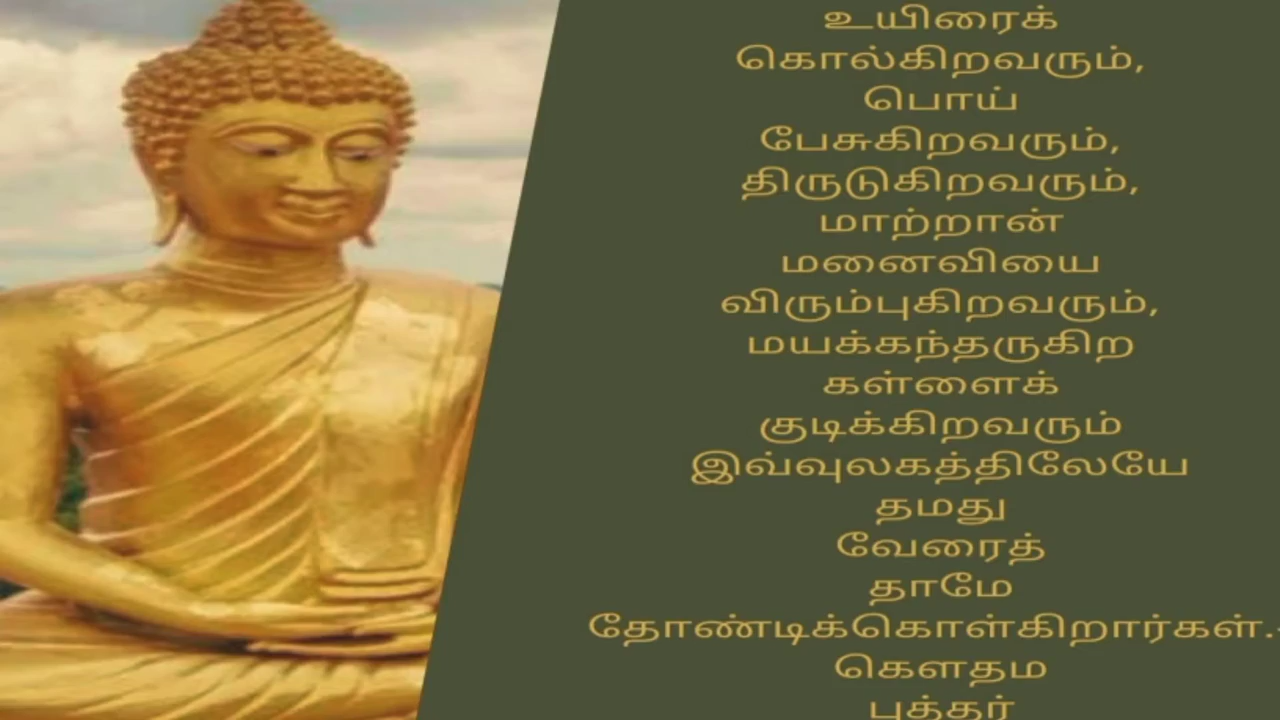 உயிரைக்
கொல்கிறவரும்,
பொய்
பேசுகிறவரும்,
திருடுகிறவரும்,
மாற்றான்
மனைவியை
விரும்புகிறவரும்,
மயக்கந்தருகிற
கள்ளைக்
குடிக்கிறவரும்
இவ்வுலகத்திலேயே
தமது
வேரைத்
தாமே
தோண்டிக்கொள்கிறார்கள்.-
கௌதம
புத்தர்